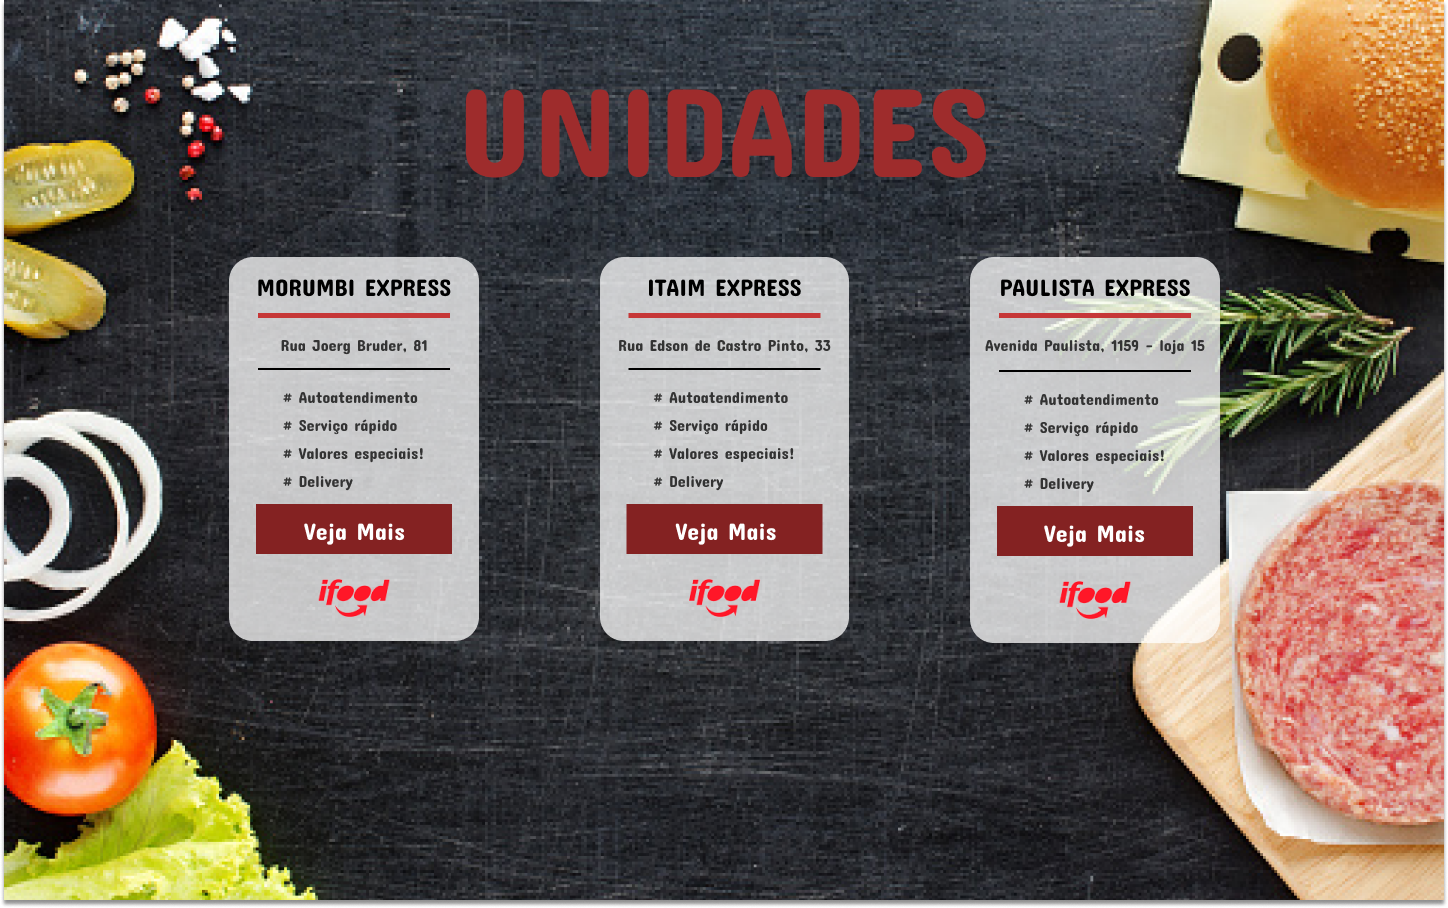 UNIDADES
MORUMBI EXPRESS
Rua Joerg Bruder, 81
# Autoatendimento
# Serviço rápido
# Valores especiais!
# Delivery
Veja Mais
ifood
ITAIM EXPRESS
Rua Edson de Castro Pinto, 33
# Autoatendimento
# Serviço rápido
# Valores especiais!
# Delivery
Veja Mais
ifood
PAULISTA EXPRESS
Avenida Paulista, 1159 - loja 15
# Autoatendimento
# Serviço rápido
# Valores especiais!
# Delivery
Veja Mais
ifood